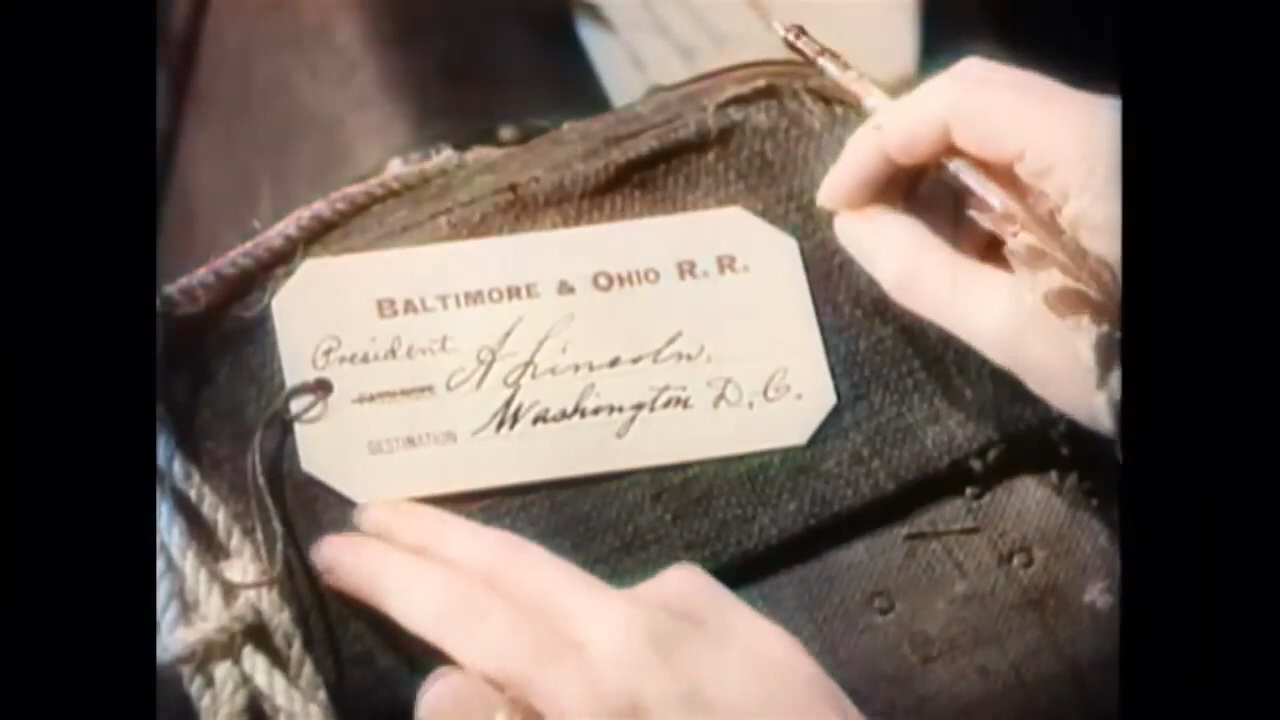 BALTIMORE & OHIO R.R.
President A Lincoln.
Washington D.C.
DESTINATION